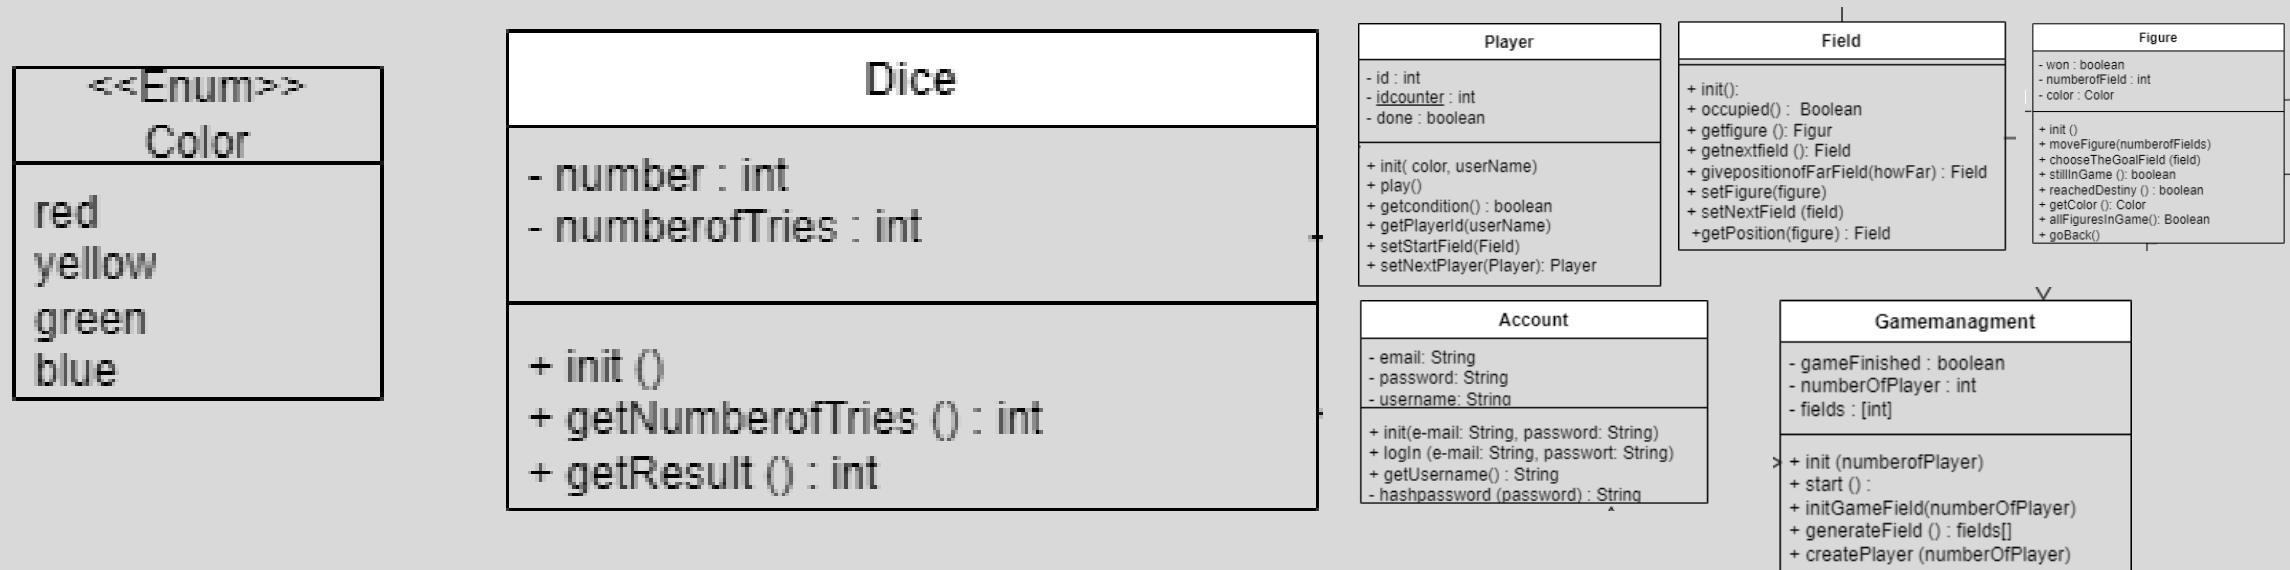 <<Enum>>
Color
red
yellow
green
blue
Dice
- number : int
- numberofTries : int
+ init ()
+ getNumberofTries () : int
+ getResult () : int
Player
- id : int
- idcounter : int
- done : boolean
+ init( color, userName)
+ play()
+ getcondition() : boolean
+ getPlayerId(userName)
+ setStartField(Field)
+ setNextPlayer(Player): Player
Field
+ init():
+ occupied() :  Boolean
+ getfigure (): Figur
+ getnextfield (): Field
+ givepositionofFarField(howFar) : Field
+ setFigure(figure)
+ setNextField (field)
+getPosition(figure) : Field
Figure
- won : boolean
- numberofField : int
- color : Color
+ init ()
+ moveFigure(numberofFields)
+ chooseTheGoalField (field)
+ stillInGame (): boolean
+ reachedDestiny () : boolean
+ getColor (): Color
+ allFiguresInGame(): Boolean
+ goBack()
Account
- email: String
- password: String
- username: String
+ init(e-mail: String, password: String)
+ logIn (e-mail: String, passwort: String)
+ getUsername() : String
- hashpassword (password) : String
Gamemanagment
- gameFinished : boolean
- numberOfPlayer : int
- fields : [int]
+ init (numberofPlayer)
+ start () :
+ initGameField(numberOfPlayer)
+ generateField () : fields[]
+ createPlayer (numberOfPlayer)